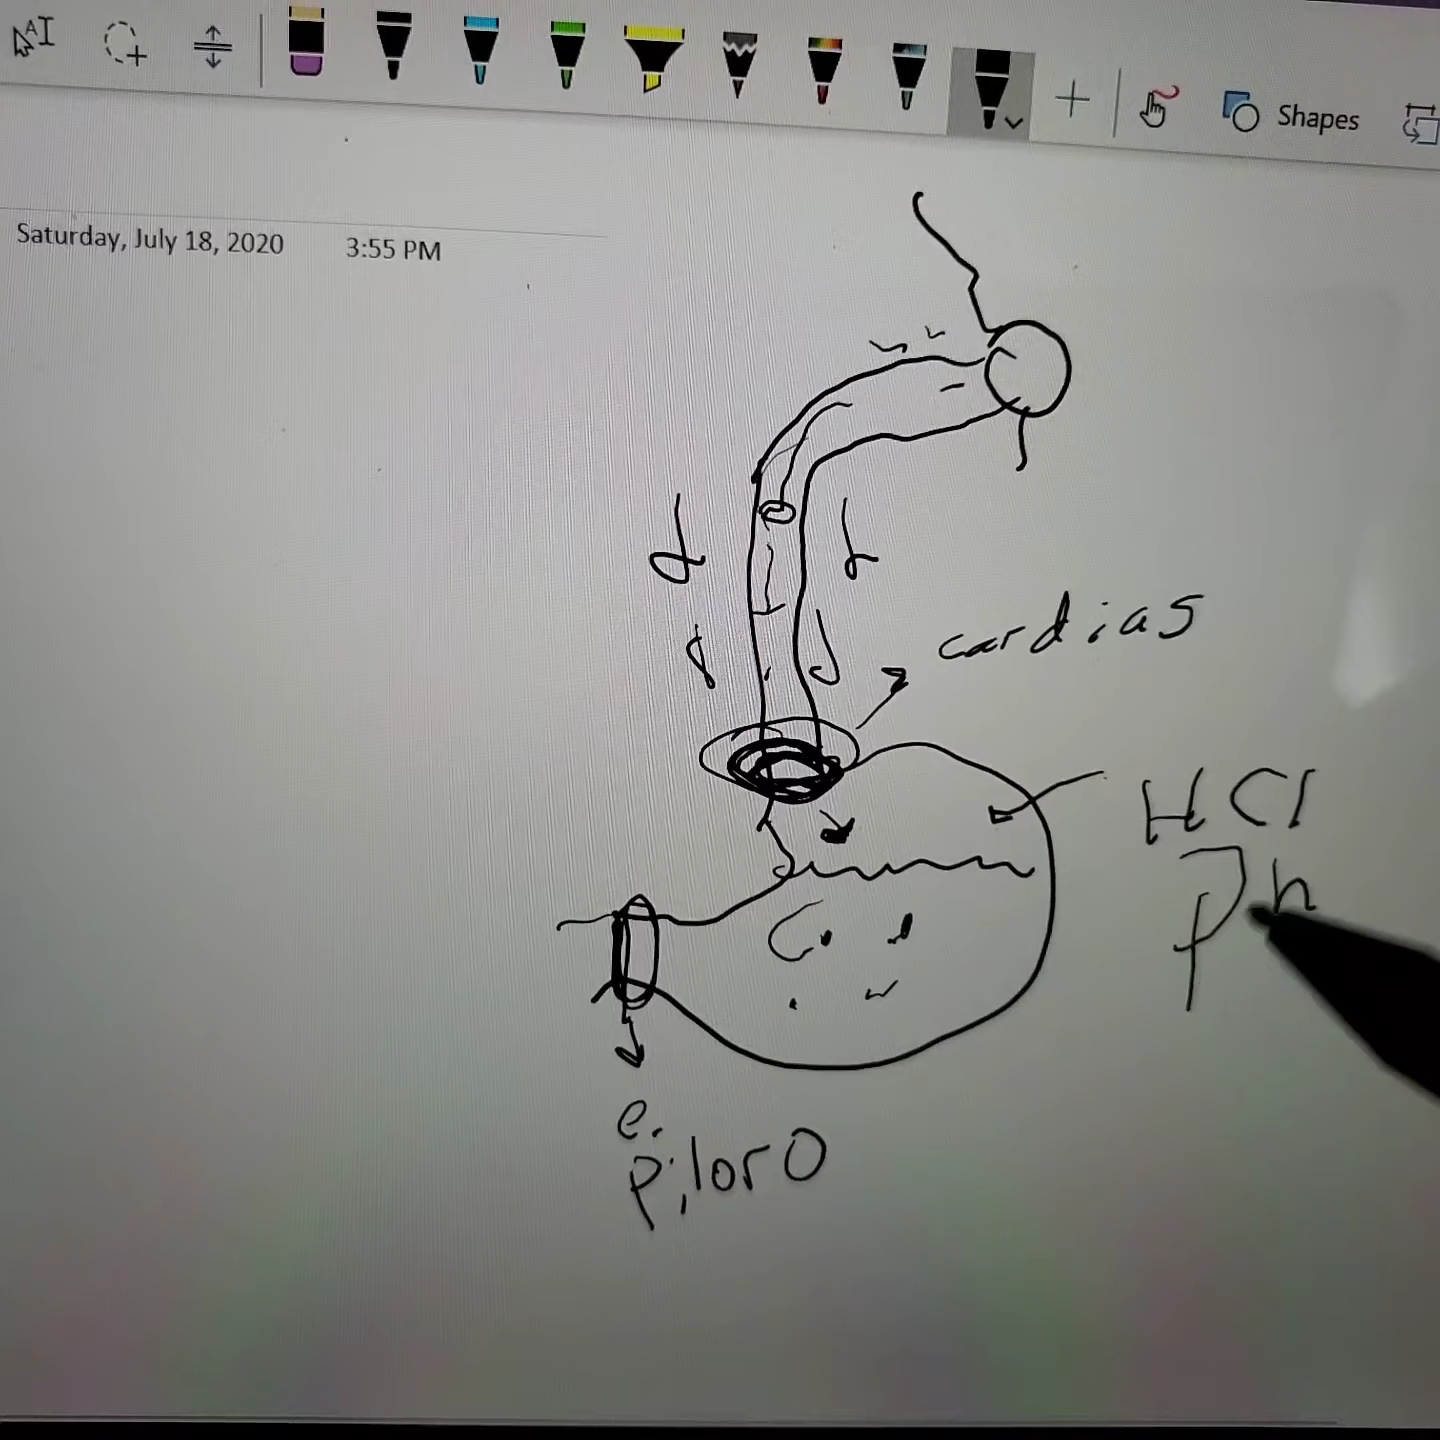 Shapes
Saturday, July 18, 2020 3:55 PM
cardias
HCl
Ph
e.
piloro